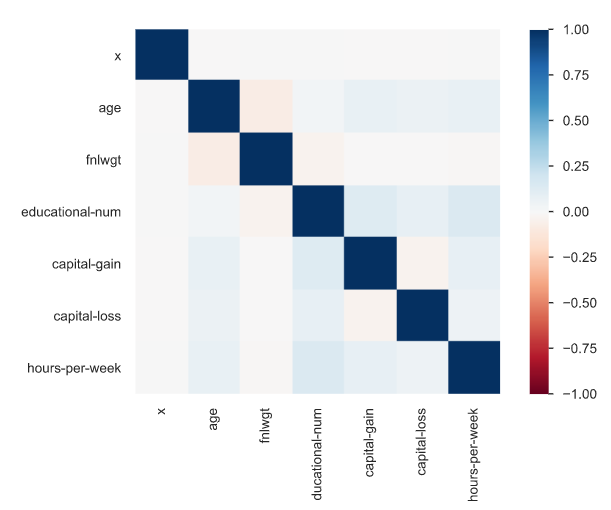 x
age
fnlwgt
educational-num
capital-gain
capital-loss
hours-per-week
x
age
fnlwgt
ducational-num
capital-gain
capital-loss
hours-per-week
1.00
0.75
0.50
0.25
0.00
−0.25
−0.50
−0.75
−1.00